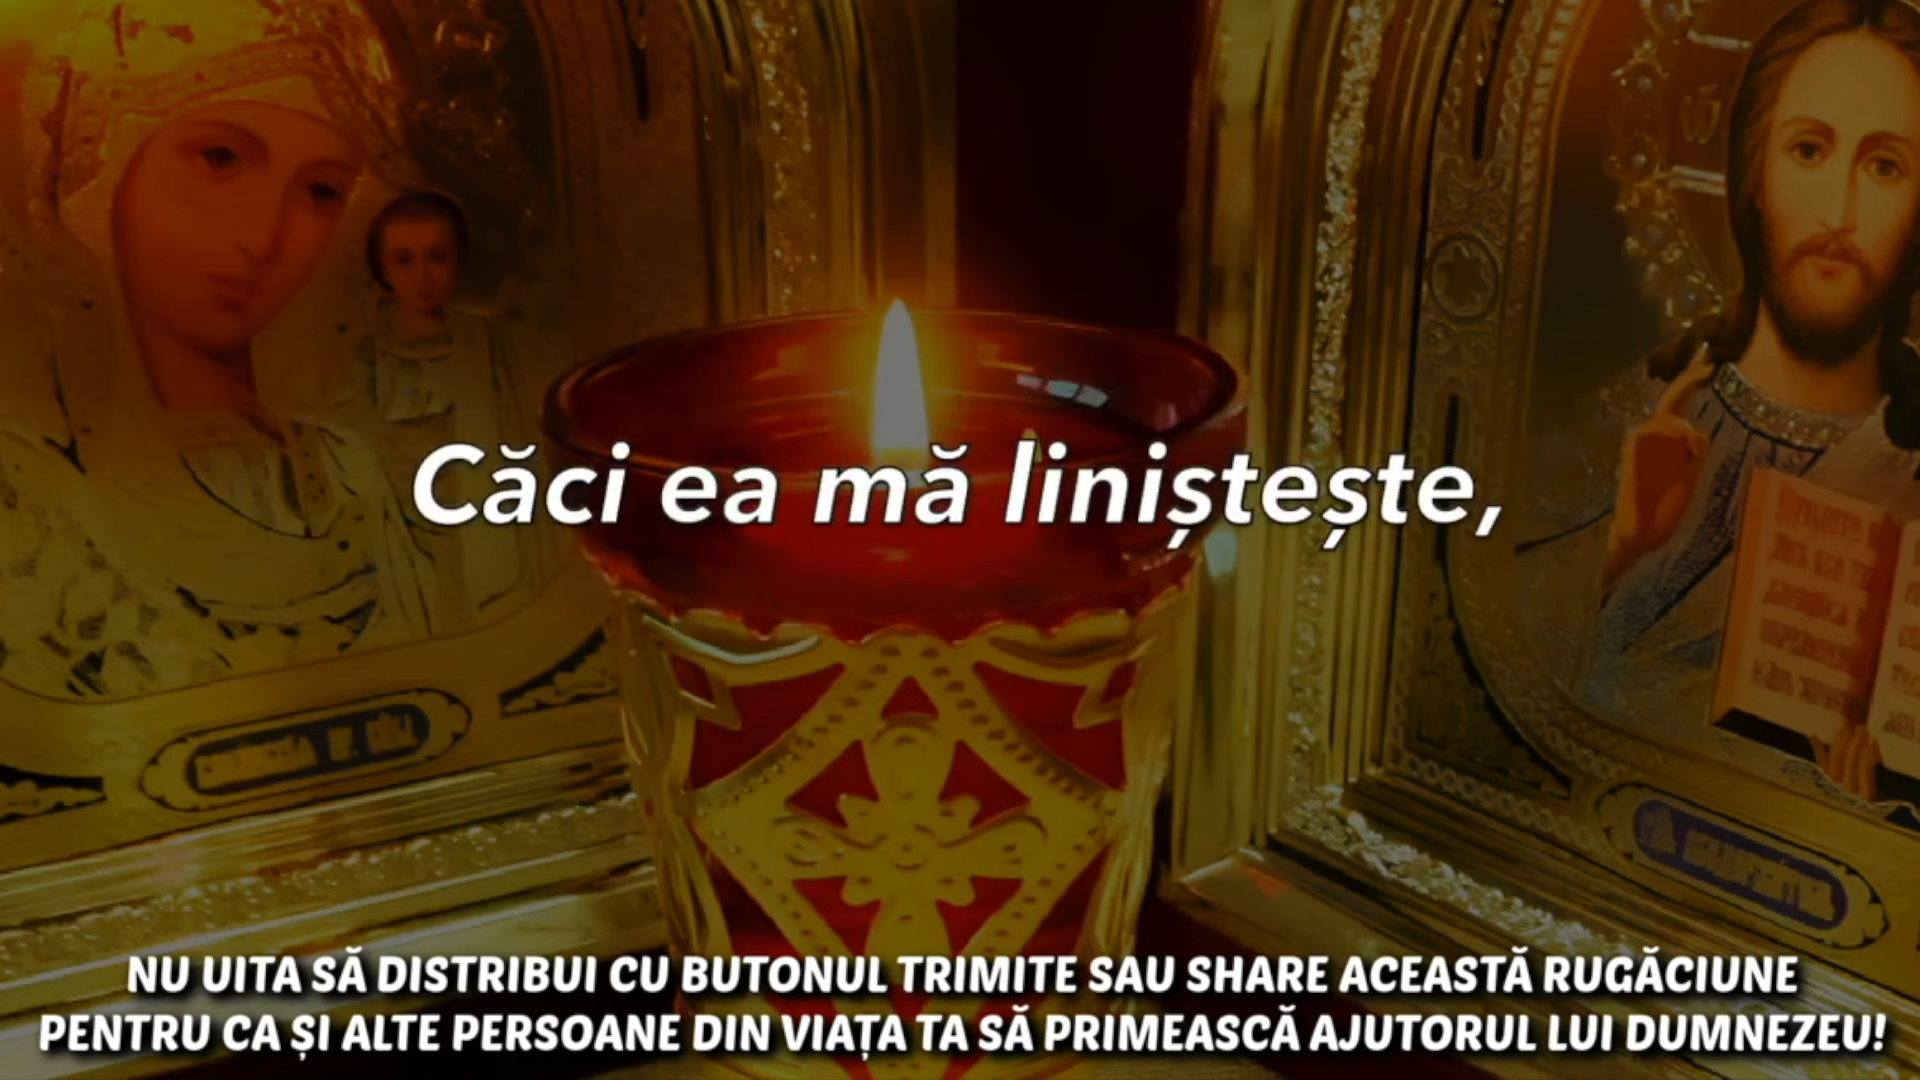 Căci ea mă liniștește,
NU UITA SĂ DISTRIBUI CU BUTONUL TRIMITE SAU SHARE ACEASTĂ RUGĂCIUNE
PENTRU CA ȘI ALTE PERSOANE DIN VIAȚA TA SĂ PRIMEASCĂ AJUTORUL LUI DUMNEZEU!